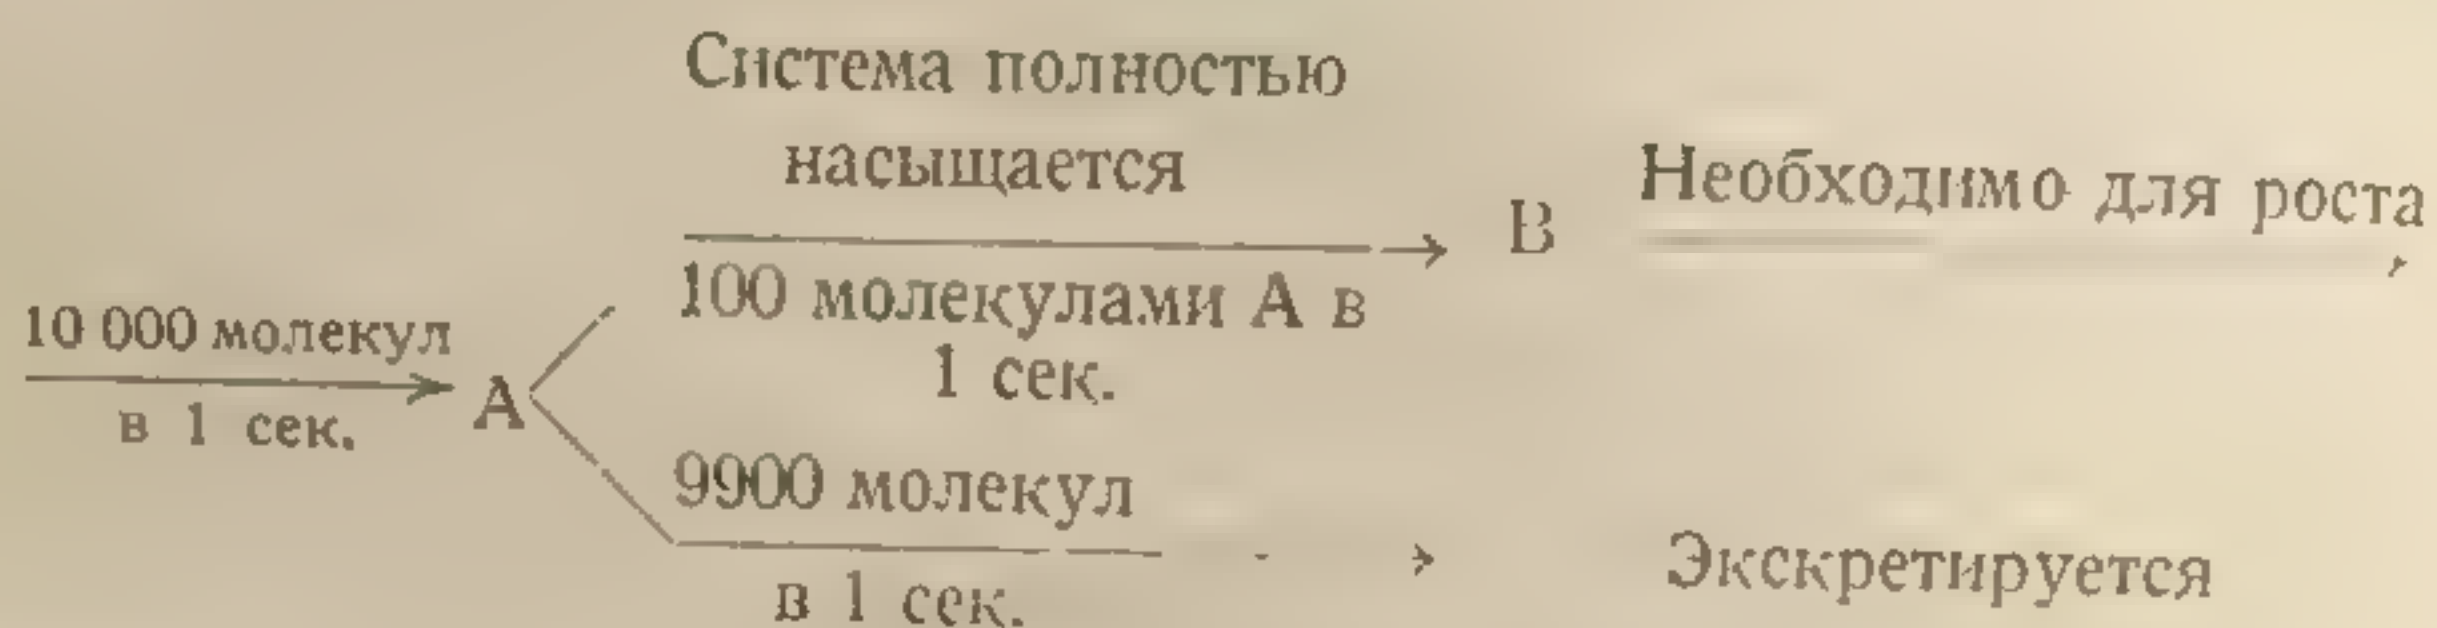 Система полностью
насыщается
В Необходимо для роста
10 000 молекул
в 1 сек.
А
100 молекулами А в
1 сек.
9900 молекул
в 1 сек.
Экскретируется